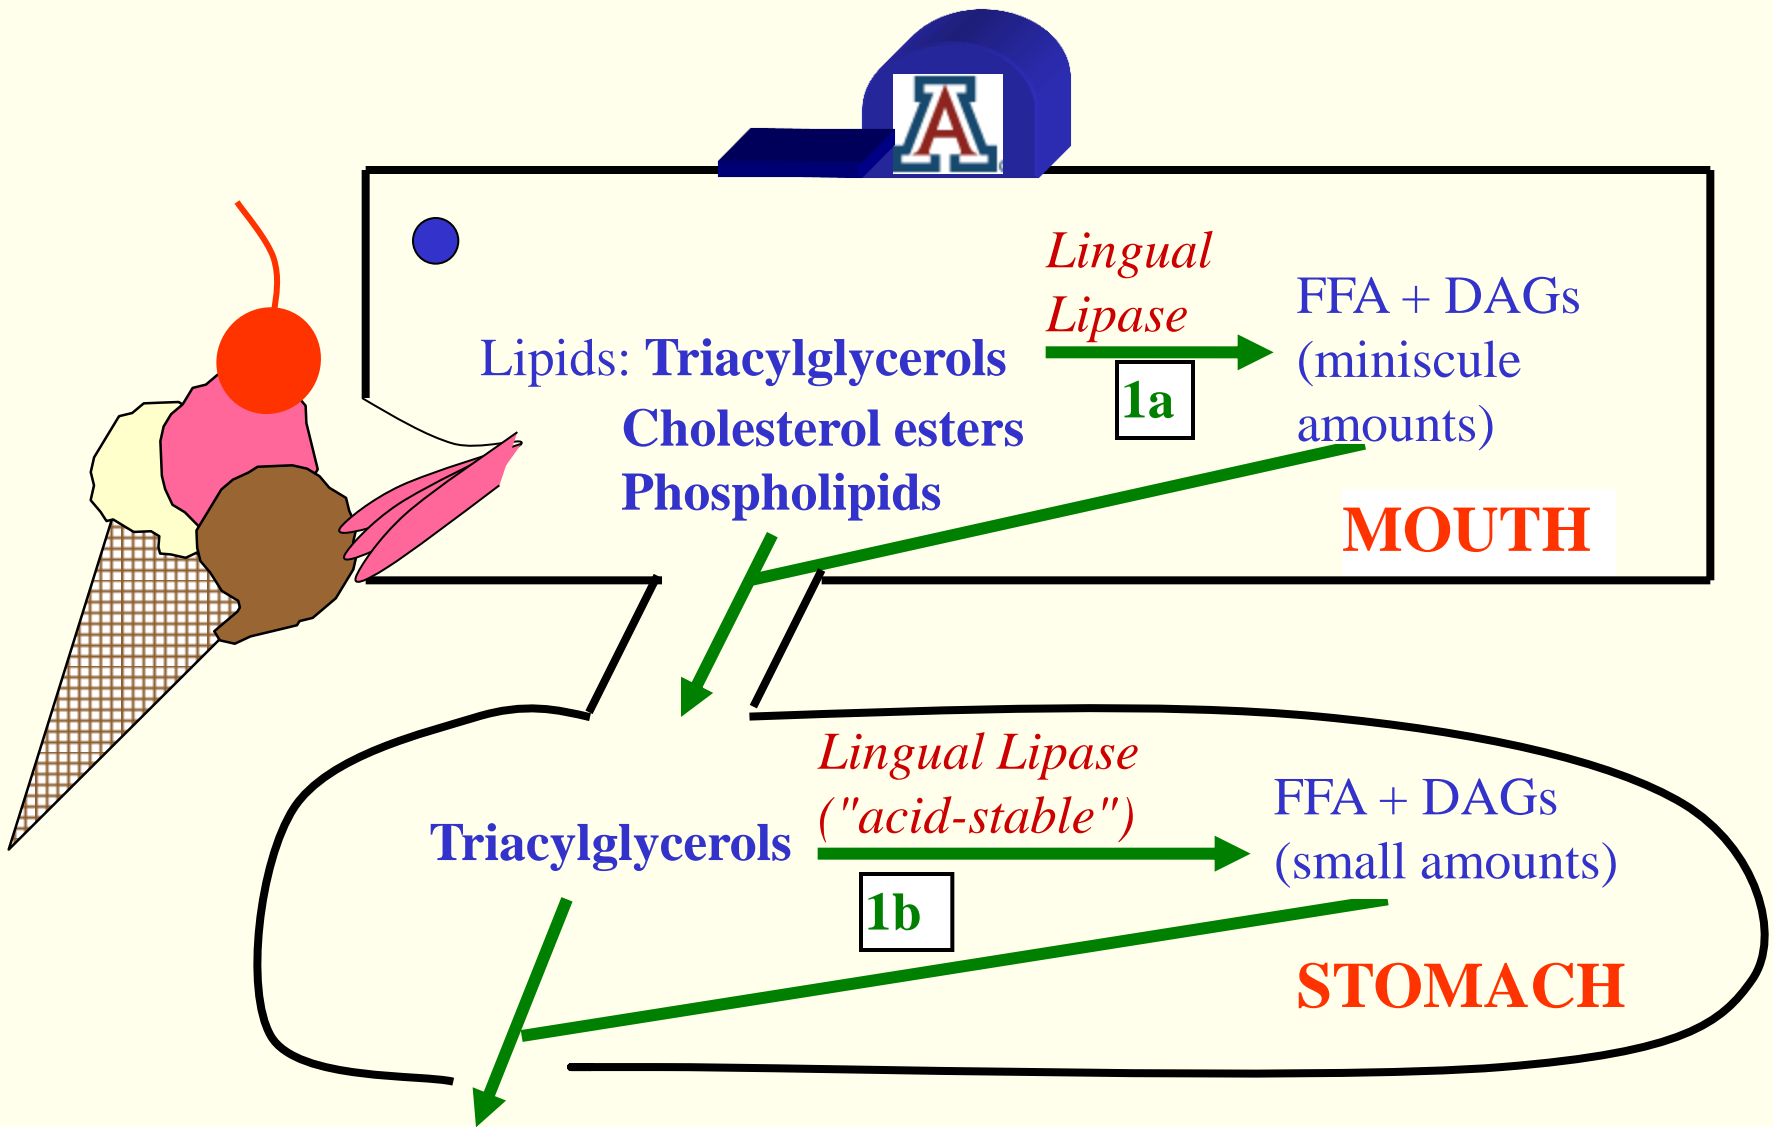 A
Lingual
Lipase
FFA + DAGs
(miniscule
amounts)
Lipids: Triacylglycerols
1a
Cholesterol esters
Phospholipids
MOUTH
Lingual Lipase
("acid-stable")
FFA + DAGs
(small amounts)
Triacylglycerols
1b
STOMACH